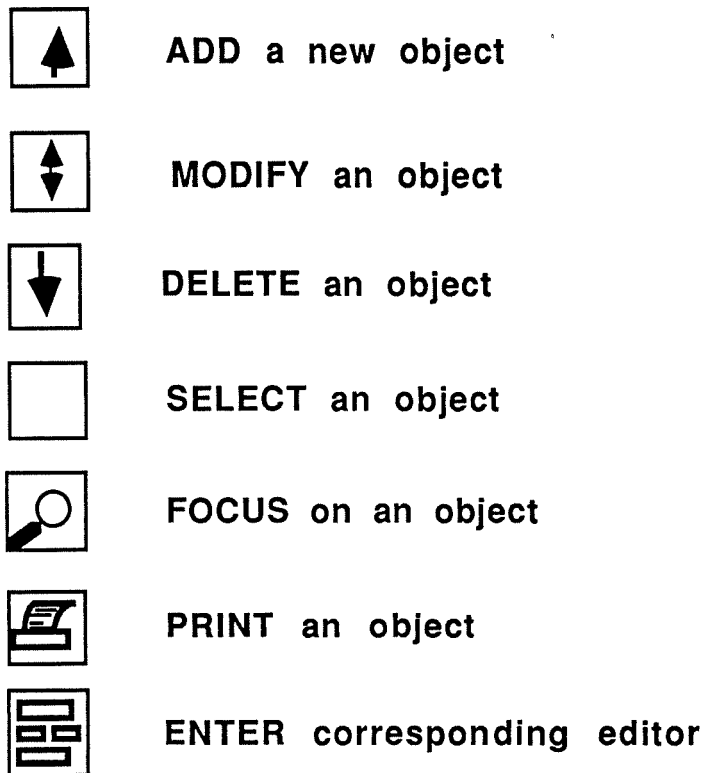 ADD a new object
MODIFY an object
DELETE an object
SELECT an object
FOCUS on an object
PRINT an object
ENTER corresponding editor